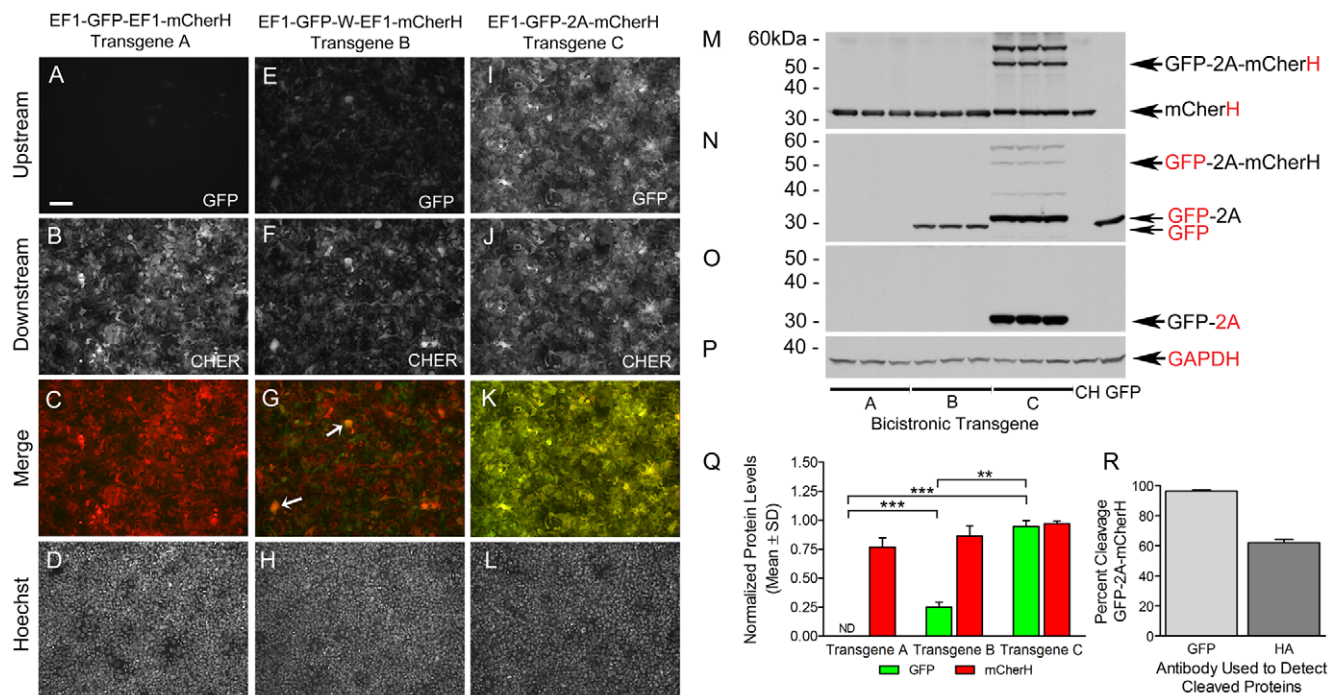 EF1-GFP-EF1-mCherH
Transgene A
EF1-GFP-W-EF1-mCherH
Transgene B
EF1-GFP-2A-mCherH
Transgene C
Upstream
A
GFP
E
GFP
I
GFP
Downstream
B
CHER
F
CHER
J
CHER
Merge
C
G
K
Hoechst
D
H
L
M
60kDa -
50 -
40 -
30 -
GFP-2A-mCherH
mCherH
N
60 -
50 -
40 -
30 -
GFP-2A-mCherH
GFP-2A
GFP
O
50 -
40 -
30 -
GFP-2A
P
40 -
GAPDH
A B C CH GFP
Bicistronic Transgene
Q
Normalized Protein Levels
(Mean ± SD)
1.50
1.25
1.00
0.75
0.50
0.25
0.00
***
***
**
ND
Transgene A Transgene B Transgene C
GFP mCherH
R
Percent Cleavage
GFP-2A-mCherH
100
80
60
40
20
0
GFP HA
Antibody Used to Detect
Cleaved Proteins